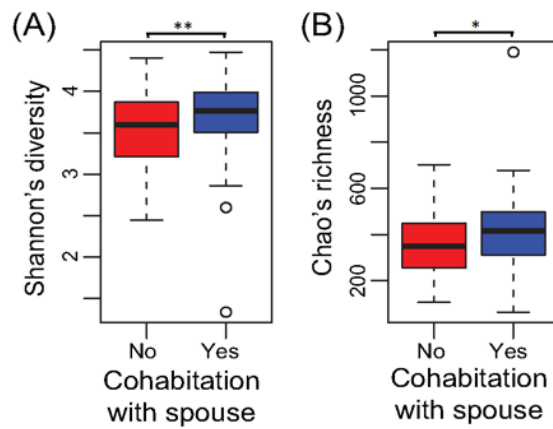 (A)
**
Shannon's diversity
4
3
2
No Yes
Cohabitation
with spouse
(B)
*
Chao's richness
1000
600
200
No Yes
Cohabitation
with spouse